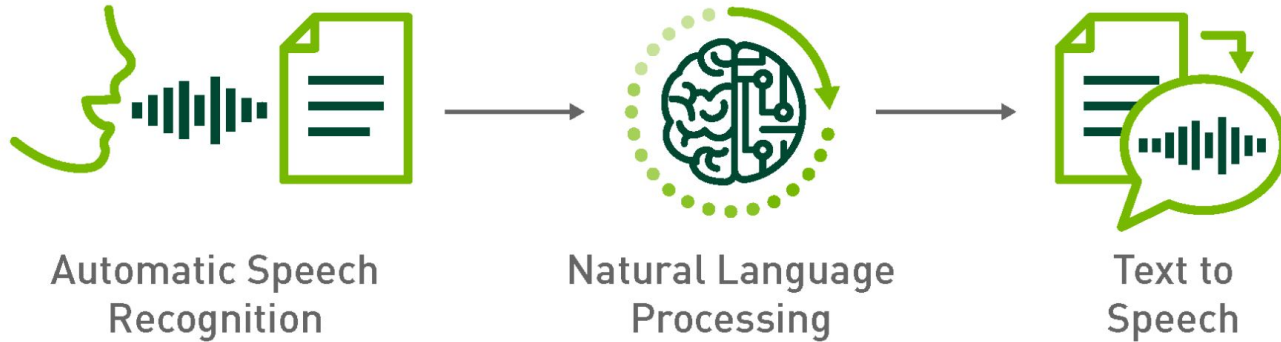 Automatic Speech
Recognition
Natural Language
Processing
Text to
Speech